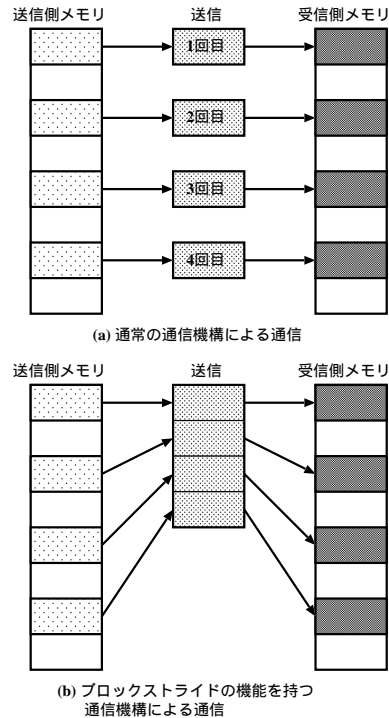 送信側メモリ 送信 受信側メモリ
1回目
2回目
3回目
4回目
(a) 通常の通信機構による通信
送信側メモリ 送信 受信側メモリ
(b) ブロックストライドの機能を持つ
通信機構による通信